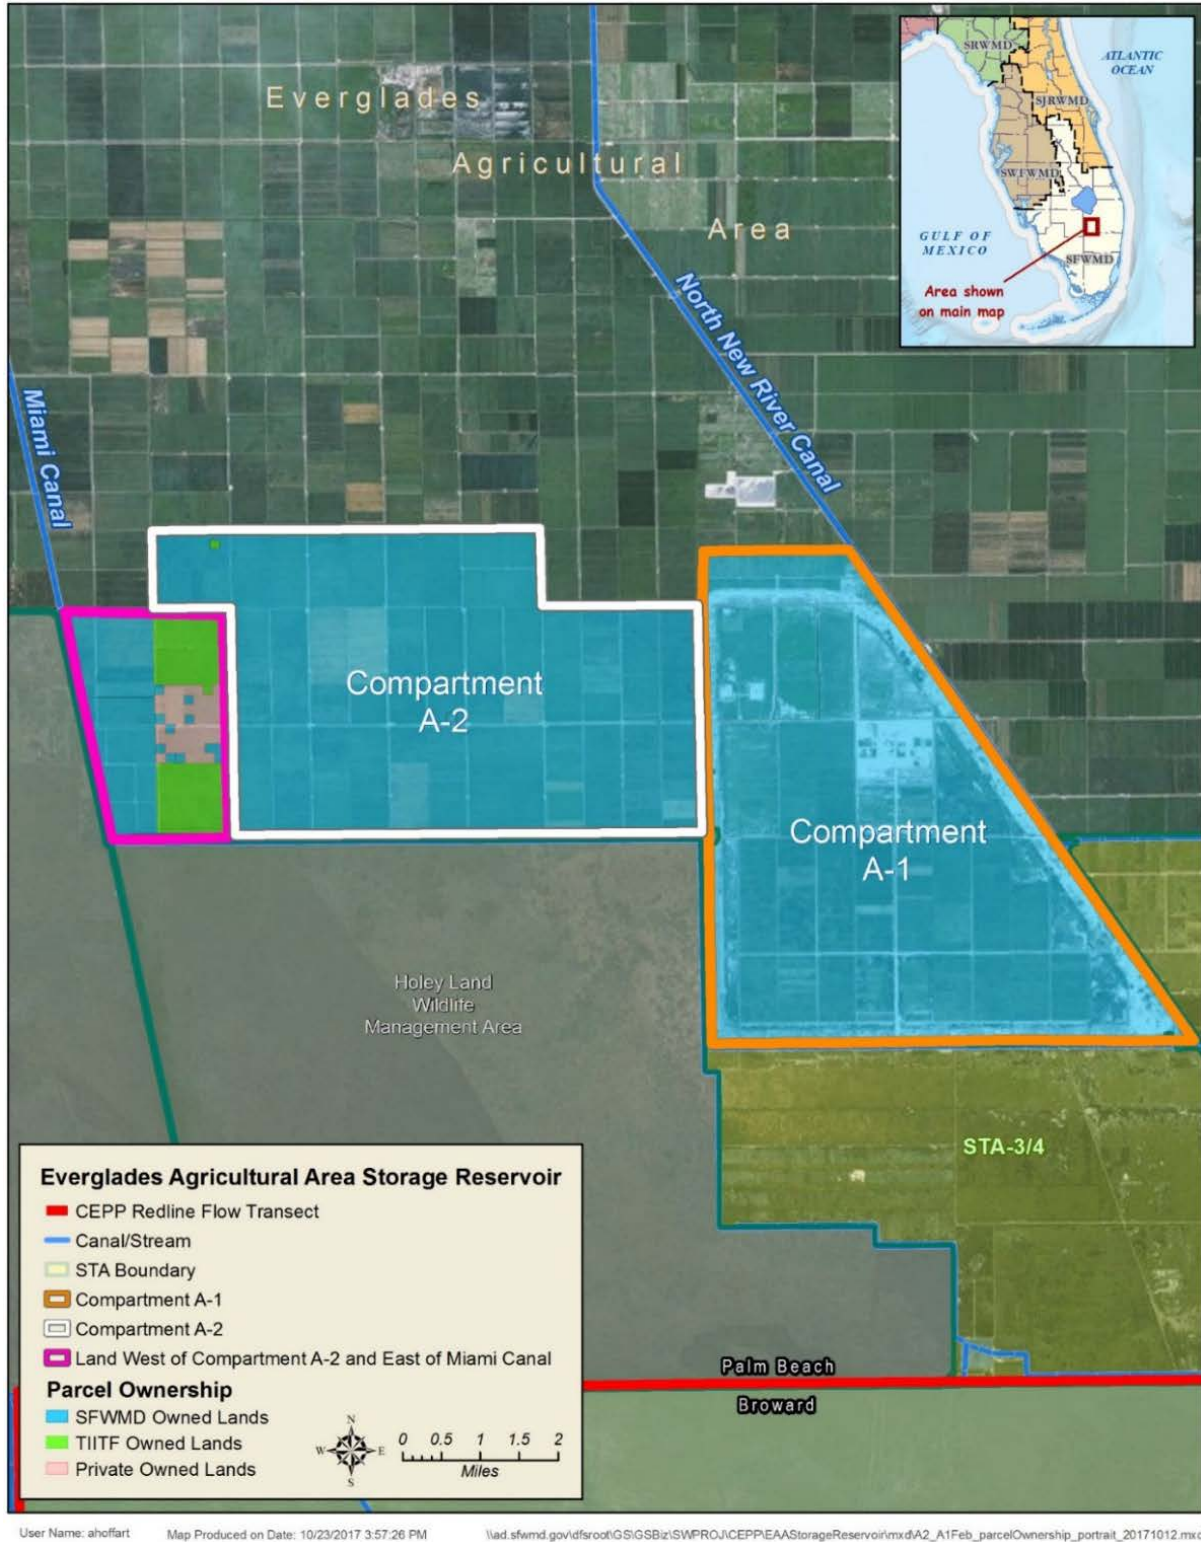 Everglades
Agricultural
Area
North New River Canal
Miami Canal
SRWMD
ATLANTIC
OCEAN
SJRWMD
SWFWMD
GULF OF
MEXICO
SFWMD
Area shown
on main map
Compartment
A-2
Compartment
A-1
Holey Land
Wildlife
Management Area
STA-3/4
Palm Beach
Broward
Everglades Agricultural Area Storage Reservoir
CEPP Redline Flow Transect
Canal/Stream
STA Boundary
Compartment A-1
Compartment A-2
Land West of Compartment A-2 and East of Miami Canal
Parcel Ownership
SFWMD Owned Lands
TIITF Owned Lands
Private Owned Lands
N
W E
S
0 0.5 1 1.5 2
Miles
User Name: ahoffart Map Produced on Date: 10/23/2017 3:57:26 PM \\ad.sfwmd.gov\dfsroot\GS\GSBiz\SWPROJ\CEPP\EAAStorageReservoir\mxd\A2_A1Feb_parcelOwnership_portrait_20171012.mxd